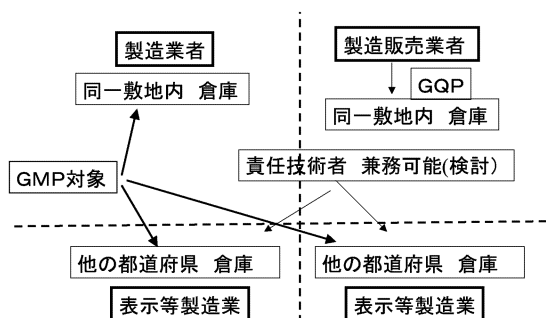 製造業者
製造販売業者
同一敷地内 倉庫
GQP
同一敷地内 倉庫
GMP対象
責任技術者 兼務可能(検討)
他の都道府県 倉庫
他の都道府県 倉庫
表示等製造業
表示等製造業